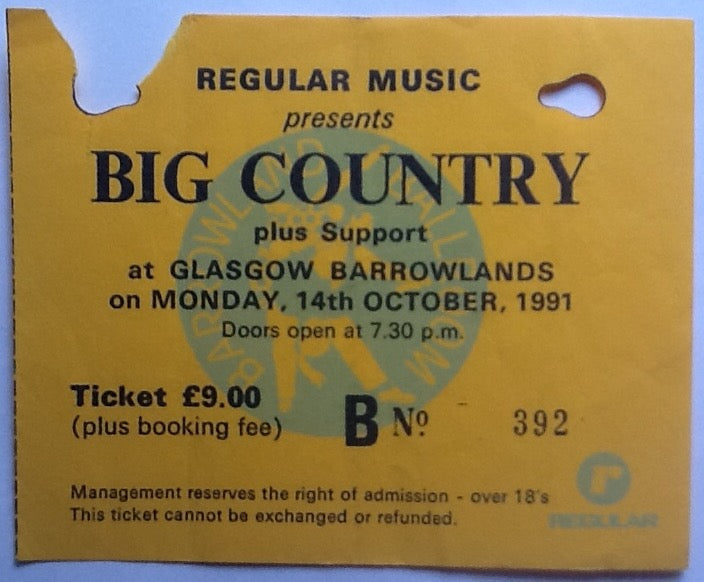 REGULAR MUSIC
presents
BIG COUNTRY
plus Support
at GLASGOW BARROWLANDS
on MONDAY, 14th OCTOBER, 1991
Doors open at 7.30 p.m.
Ticket £9.00
(plus booking fee)
B Nº 392
Management reserves the right of admission - over 18's
This ticket cannot be exchanged or refunded.
r
REGULAR
BARROWLAND BALLROOM